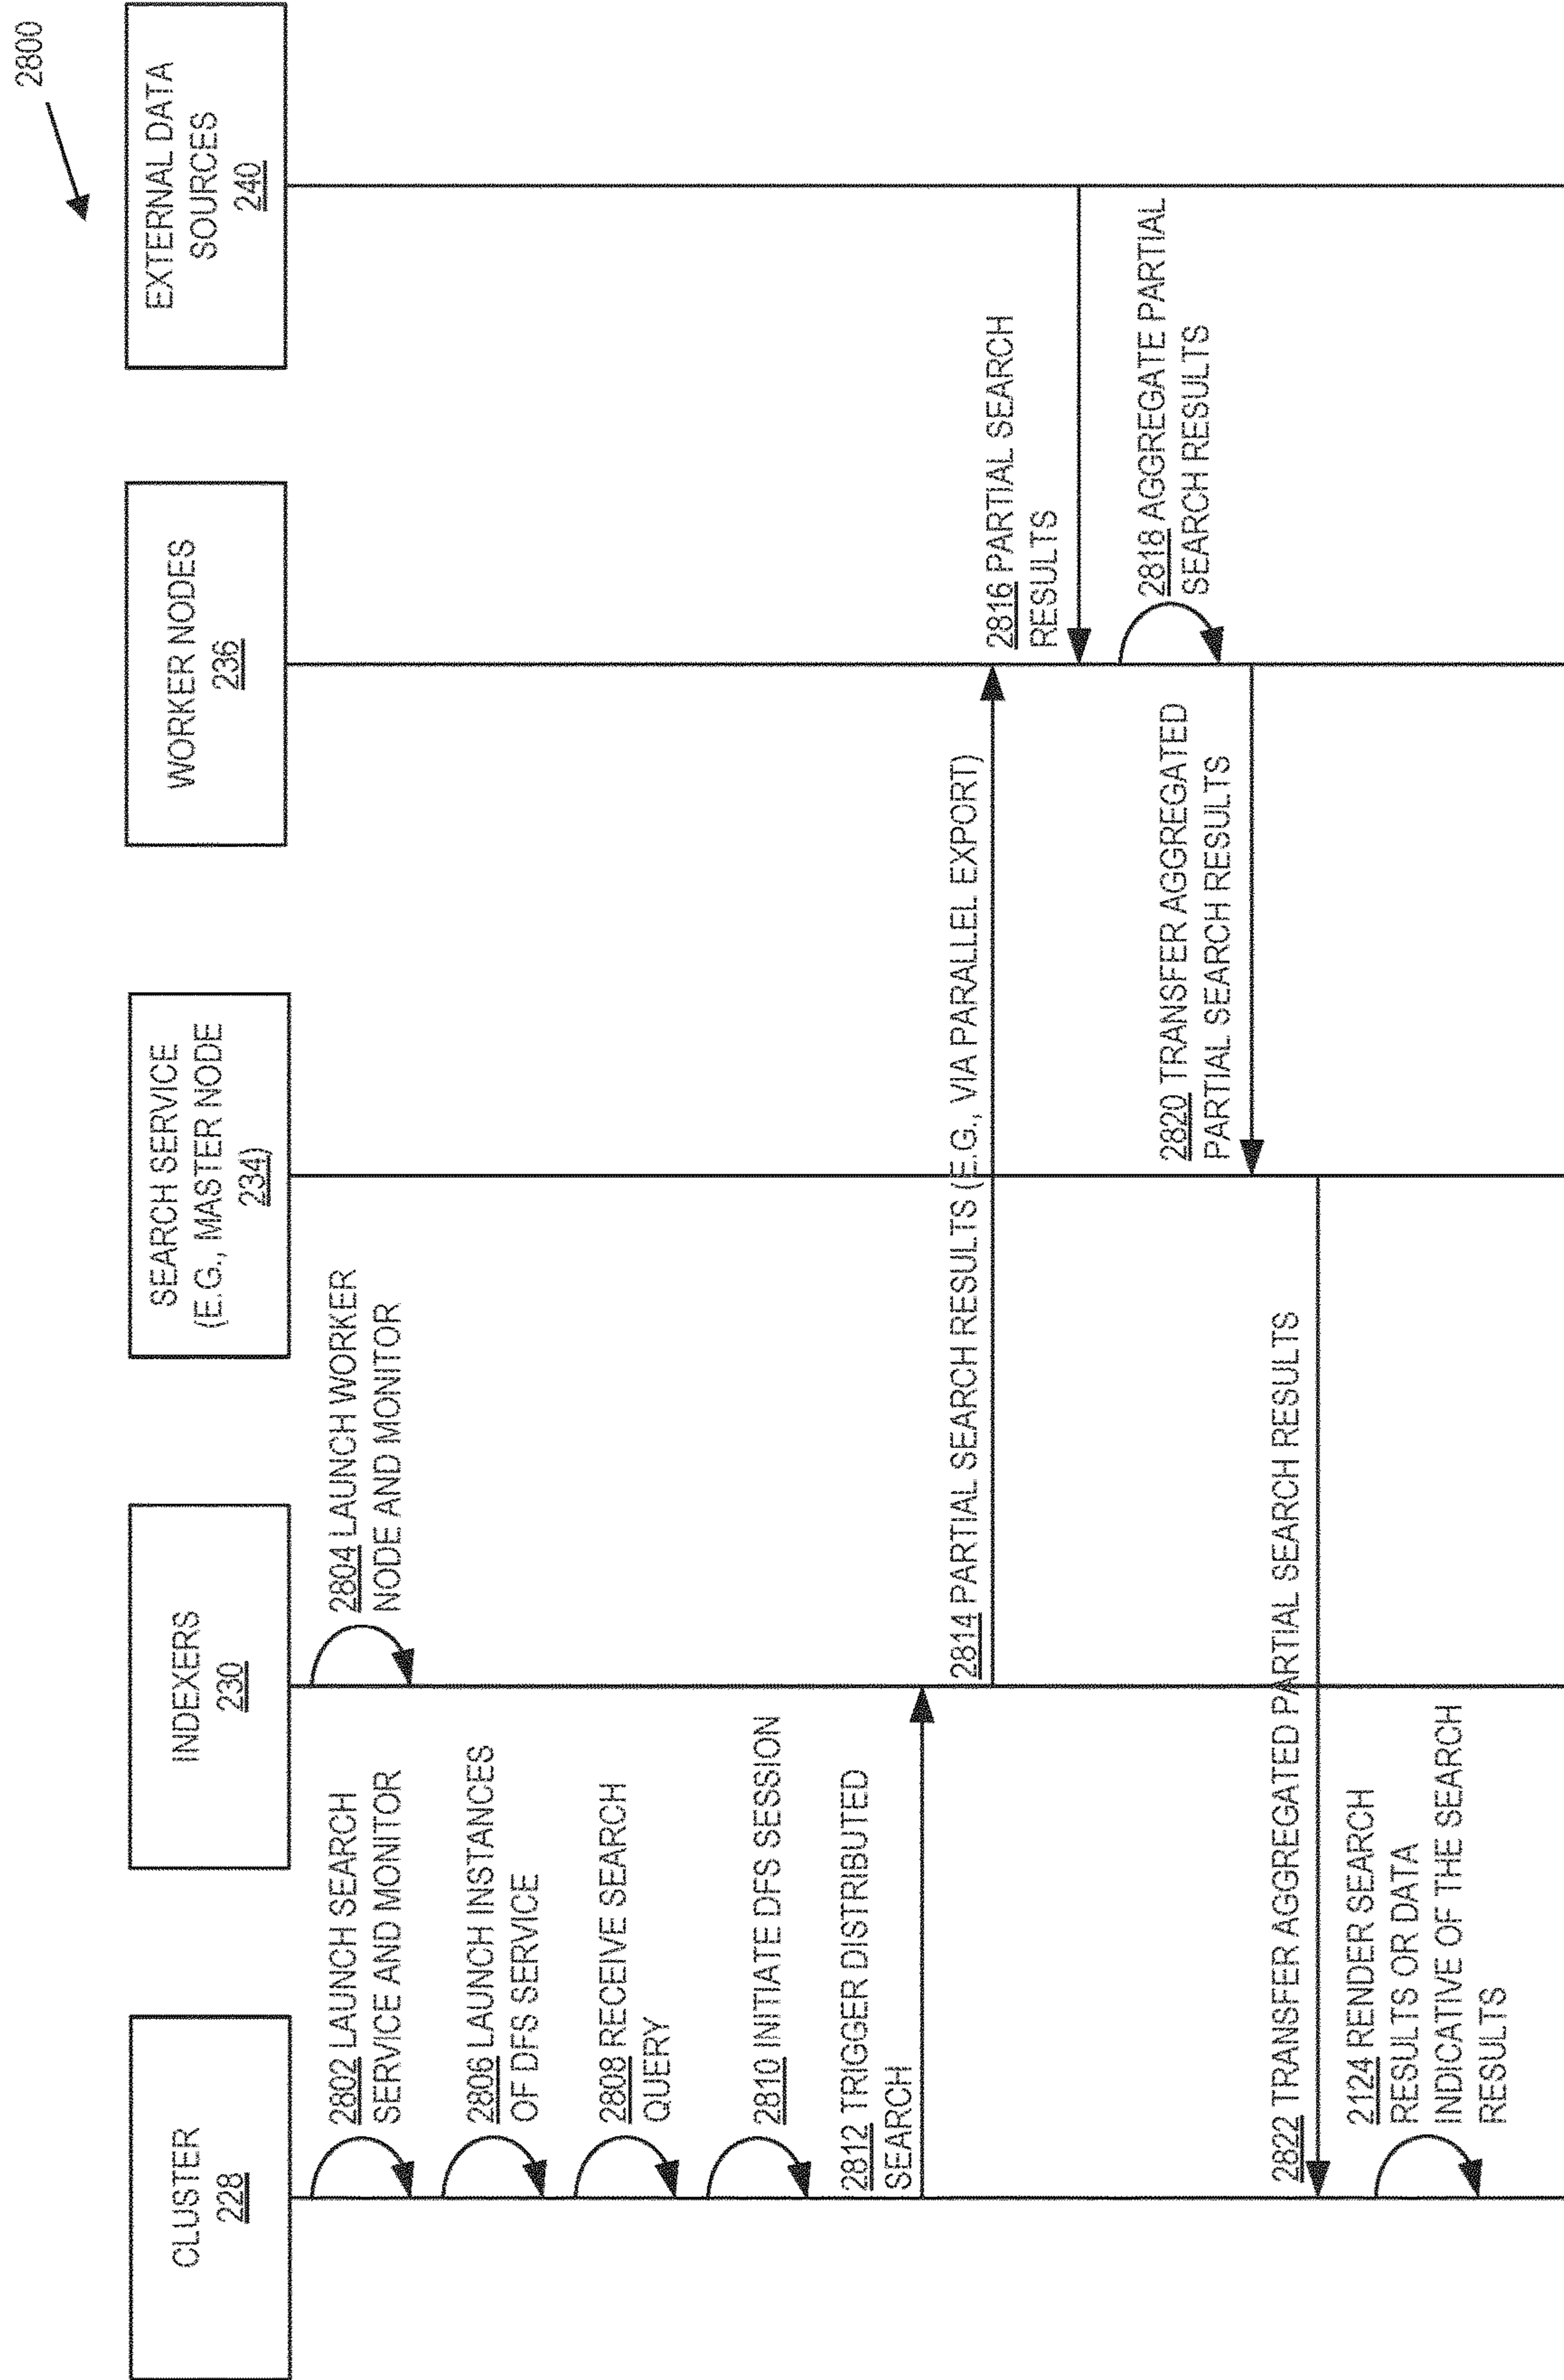 2800
CLUSTER
228
INDEXERS
230
SEARCH SERVICE
(E.G., MASTER NODE
234)
WORKER NODES
236
EXTERNAL DATA
SOURCES
240
2802 LAUNCH SEARCH
SERVICE AND MONITOR
2804 LAUNCH WORKER
NODE AND MONITOR
2806 LAUNCH INSTANCES
OF DFS SERVICE
2808 RECEIVE SEARCH
QUERY
2810 INITIATE DFS SESSION
2812 TRIGGER DISTRIBUTED
SEARCH
2814 PARTIAL SEARCH RESULTS (E.G., VIA PARALLEL EXPORT)
2816 PARTIAL SEARCH
RESULTS
2818 AGGREGATE PARTIAL
SEARCH RESULTS
2820 TRANSFER AGGREGATED
PARTIAL SEARCH RESULTS
2822 TRANSFER AGGREGATED PARTIAL SEARCH RESULTS
2124 RENDER SEARCH
RESULTS OR DATA
INDICATIVE OF THE SEARCH
RESULTS